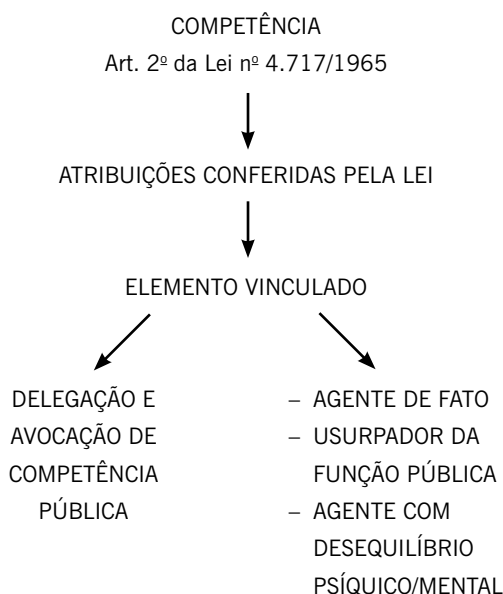 COMPETÊNCIA
Art. 2º da Lei nº 4.717/1965
ATRIBUIÇÕES CONFERIDAS PELA LEI
ELEMENTO VINCULADO
DELEGAÇÃO E
AVOCAÇÃO DE
COMPETÊNCIA
PÚBLICA
– AGENTE DE FATO
– USURPADOR DA
FUNÇÃO PÚBLICA
– AGENTE COM
DESEQUILÍBRIO
PSÍQUICO/MENTAL